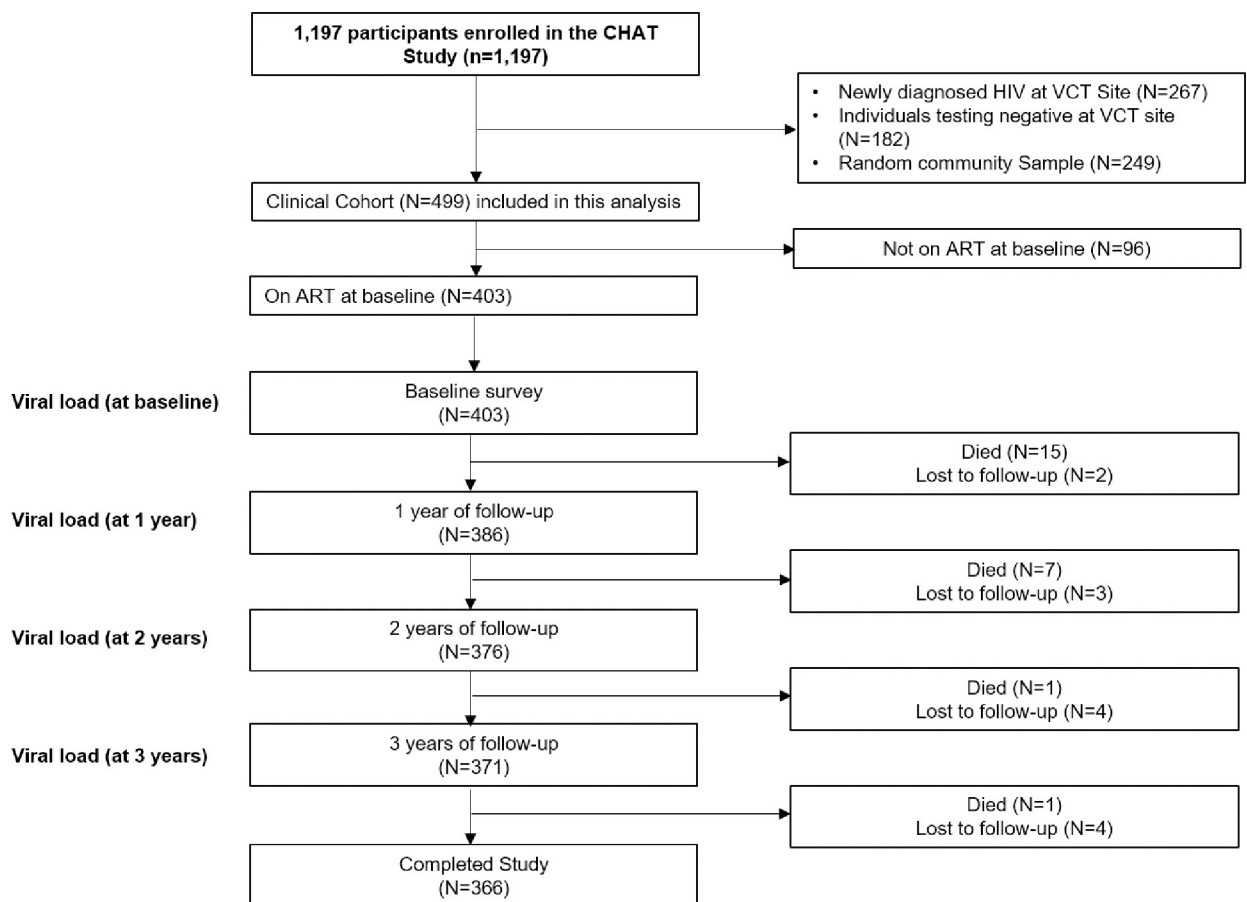 1,197 participants enrolled in the CHAT
Study (n=1,197)
• Newly diagnosed HIV at VCT Site (N=267)
• Individuals testing negative at VCT site
(N=182)
• Random community Sample (N=249)
Clinical Cohort (N=499) included in this analysis
Not on ART at baseline (N=96)
On ART at baseline (N=403)
Viral load (at baseline)
Baseline survey
(N=403)
Died (N=15)
Lost to follow-up (N=2)
Viral load (at 1 year)
1 year of follow-up
(N=386)
Died (N=7)
Lost to follow-up (N=3)
Viral load (at 2 years)
2 years of follow-up
(N=376)
Died (N=1)
Lost to follow-up (N=4)
Viral load (at 3 years)
3 years of follow-up
(N=371)
Died (N=1)
Lost to follow-up (N=4)
Completed Study
(N=366)